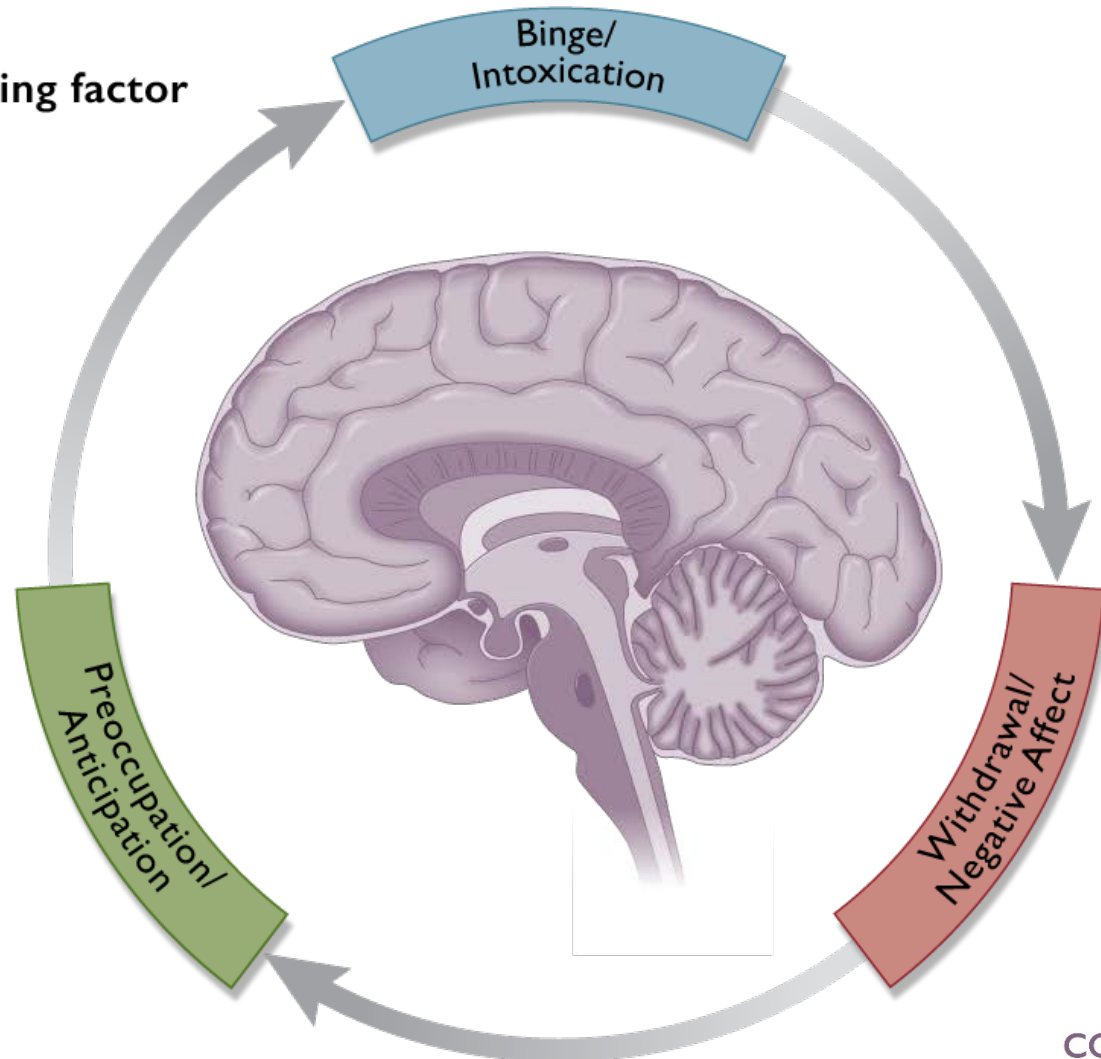 Binge/
Intoxication
ing factor
Withdrawal/
Negative Affect
Preoccupation/
Anticipation